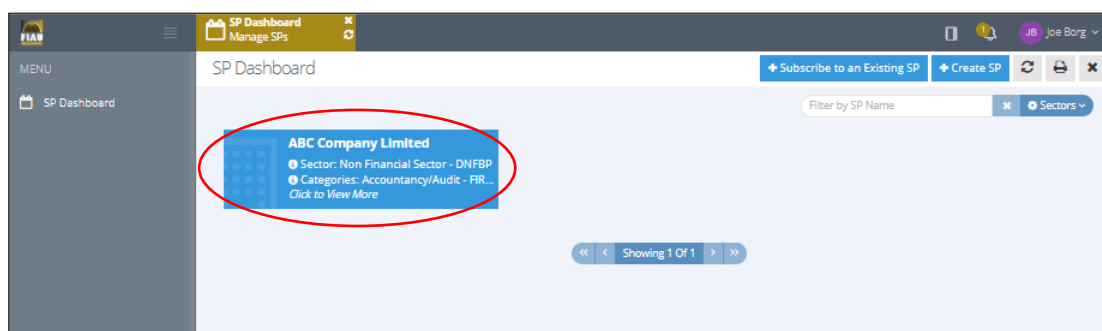 FIAU
SP Dashboard
Manage SPs
1
JB Joe Borg
MENU
SP Dashboard
SP Dashboard
+ Subscribe to an Existing SP
+ Create SP
Filter by SP Name
Sectors
ABC Company Limited
Sector: Non Financial Sector - DNFBP
Categories: Accountancy/Audit - FIR...
Click to View More
« < Showing 1 Of 1 > »